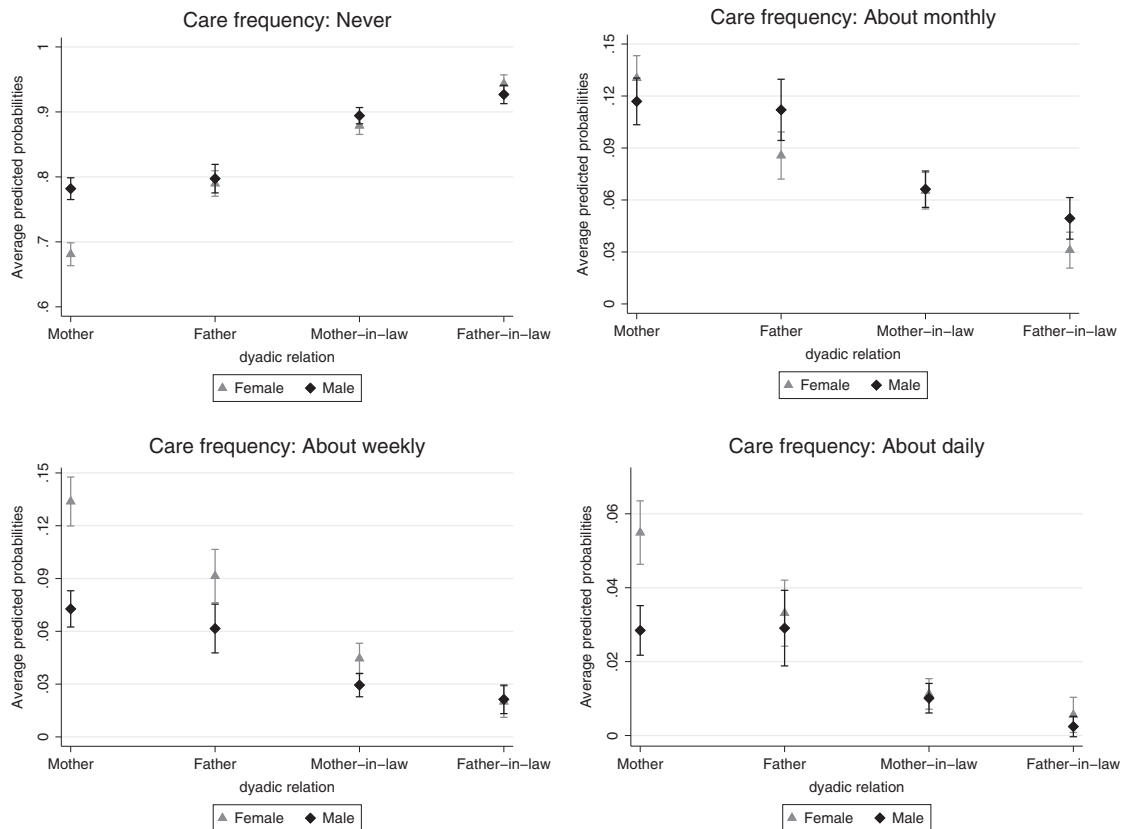 Care frequency: Never
Average predicted probabilities
1
.9
.8
.7
.6
Mother Father Mother-in-law Father-in-law
dyadic relation
Female Male
Care frequency: About monthly
Average predicted probabilities
.15
.12
.09
.06
.03
0
Mother Father Mother-in-law Father-in-law
dyadic relation
Female Male
Care frequency: About weekly
Average predicted probabilities
.15
.12
.09
.06
.03
0
Mother Father Mother-in-law Father-in-law
dyadic relation
Female Male
Care frequency: About daily
Average predicted probabilities
.06
.04
.02
0
Mother Father Mother-in-law Father-in-law
dyadic relation
Female Male